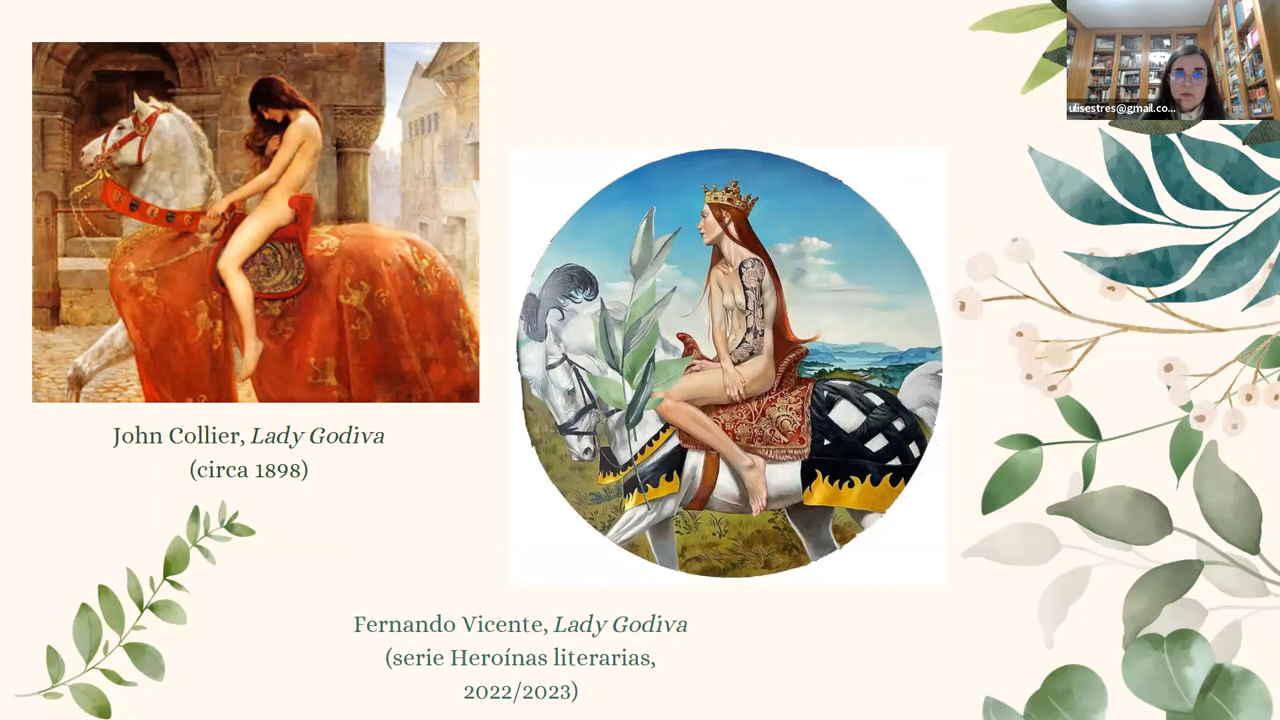 ulisestres@gmail.co...
John Collier, Lady Godiva
(circa 1898)
Fernando Vicente, Lady Godiva
(serie Heroínas literarias,
2022/2023)